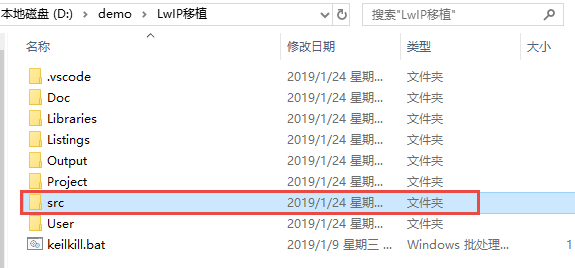 本地磁盘 (D:) > demo > LwIP移植 搜索"LwIP移植"
名称 修改日期 类型 大小
.vscode 2019/1/24 星期... 文件夹
Doc 2019/1/24 星期... 文件夹
Libraries 2019/1/24 星期... 文件夹
Listings 2019/1/24 星期... 文件夹
Output 2019/1/24 星期... 文件夹
Project 2019/1/24 星期... 文件夹
src 2019/1/24 星期... 文件夹
User 2019/1/24 星期... 文件夹
keilkill.bat 2019/1/9 星期三 ... Windows 批处理... 1